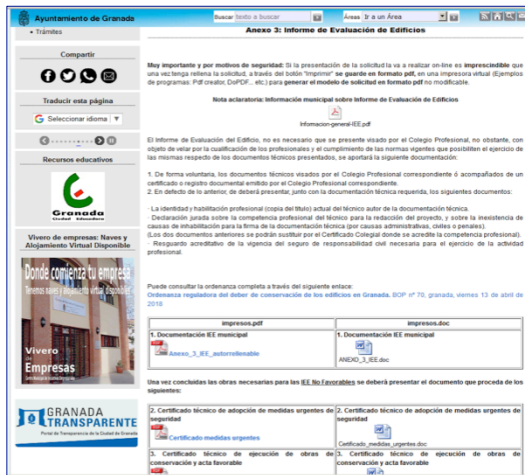 Ayuntamiento de Granada
Buscar texto a buscar
Áreas Ir a un Área
• Trámites
Compartir
Traducir esta página
G Seleccionar idioma ▼
Recursos educativos
Granada
Ciudad Educadora
Vivero de empresas: Naves y
Alojamiento Virtual Disponible
Donde comienza tu empresa
Tenemos naves y alojamiento virtual disponible
Vivero
de
Empresas
GRANADA
TRANSPARENTE
Portal de Transparencia de la Ciudad de Granada
Anexo 3: Informe de
Evaluación de Edificios
Muy importante y por motivos de seguridad: Si la presentación de la solicitud la va a realizar on-line es imprescindible que
una vez tenga rellena la solicitud, a través del botón "Imprimir" se guarde en formato pdf, en una impresora virtual (Ejemplos
de programas: Pdf creator, DoPDF... etc.) para generar el modelo de solicitud en formato pdf no modificable.
Nota aclaratoria: Información municipal sobre Informe de Evaluación de Edificios
Informacion-general-IEE.pdf
El Informe de Evaluación del Edificio, no es necesario que se presente visado por el Colegio Profesional, no obstante, con
objeto de velar por la cualificación de los profesionales y el cumplimiento de las normas vigentes que posibiliten el ejercicio de
las mismas respecto de los documentos técnicos presentados, se aportará la siguiente documentación:
1. De forma voluntaria, los documentos técnicos visados por el Colegio Profesional correspondiente ó acompañados de un
certificado o registro documental emitido por el Colegio Profesional correspondiente.
2. En defecto de lo anterior, deberá presentar, junto con la documentación técnica requerida, los siguientes documentos:
· La identidad y habilitación profesional (copia del título) actual del técnico autor de la documentación técnica.
· Declaración jurada sobre la competencia profesional del técnico para la redacción del proyecto, y sobre la inexistencia de
causas de inhabilitación para la firma de la documentación técnica (por causas administrativas, civiles o penales).
(Los dos documentos anteriores se podrán sustituir por el Certificado Colegial donde se acredite la competencia profesional).
· Resguardo acreditativo de la vigencia del seguro de responsabilidad civil necesaria para el ejercicio de la actividad
profesional.
Puede consultar la ordenanza completa a través del siguiente enlace:
Ordenanza reguladora del deber de conservación de los edificios en Granada. BOP nº 70, granada, viernes 13 de abril de
2018
impresos.pdf
impresos.doc
1. Documentación IEE municipal
Anexo_3_IEE_autorrellenable
1. Documentación IEE municipal
ANEXO_3_IEE.doc
Una vez concluidas las obras necesarias para las IEE No Favorables se deberá presentar el documento que proceda de los
siguientes:
2. Certificado técnico de adopción de medidas urgentes de
seguridad
Certificado medidas urgentes
2. Certificado técnico de adopción de medidas urgentes de
seguridad
Certificado_medidas_urgentes.doc
3. Certificado técnico de ejecución de obras de
conservación y acta favorable
3. Certificado técnico de ejecución de obras de
conservación y acta favorable